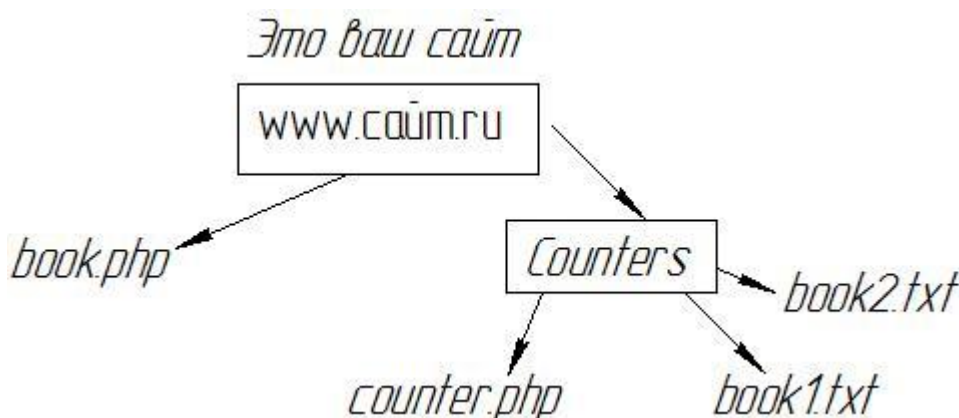 Это ваш сайт
www.сайт.ru
book.php
Counters
book2.txt
counter.php
book1.txt